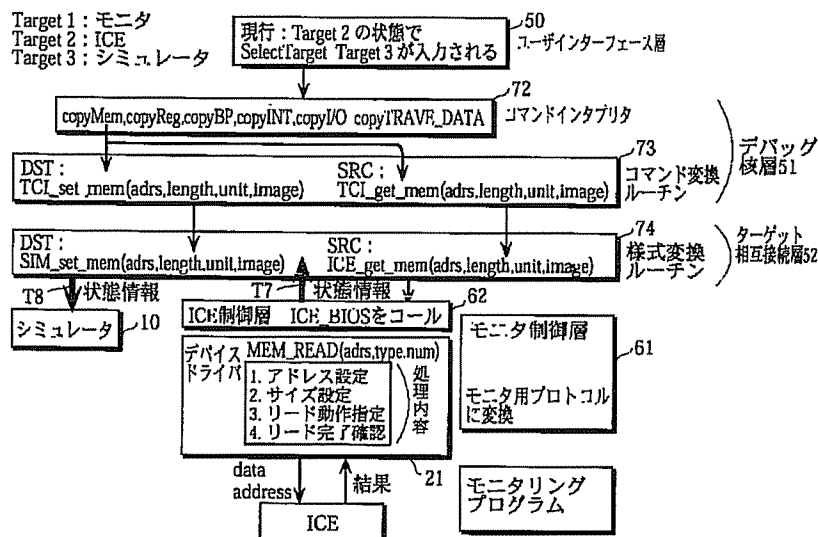 Target 1：モニタ
Target 2：ICE
Target 3：シミュレータ
現行：Target 2の状態で
SelectTarget Target 3が入力される
50
ユーザインターフェース層
72
copyMem,copyReg,copyBP,copyINT,copyI/O copyTRAVE_DATA
コマンドインタプリタ
73
DST：
TCI_set_mem(adrs,length,unit,image)
SRC：
TCI_get_mem(adrs,length,unit,image)
コマンド変換
ルーチン
デバッグ
核層51
74
DST：
SIM_set_mem(adrs,length,unit,image)
SRC：
ICE_get_mem(adrs,length,unit,image)
様式変換
ルーチン
ターゲット
相互接続層52
T8
状態情報
T7
状態情報
62
シミュレータ
10
ICE制御層 ICE_BIOSをコール
デバイス
ドライバ
MEM_READ(adrs,type.num)
1. アドレス設定
2. サイズ設定
3. リード動作指定
4. リード完了確認
処理内容
モニタ制御層
モニタ用プロトコル
に変換
61
data
address
結果
21
ICE
モニタリング
プログラム